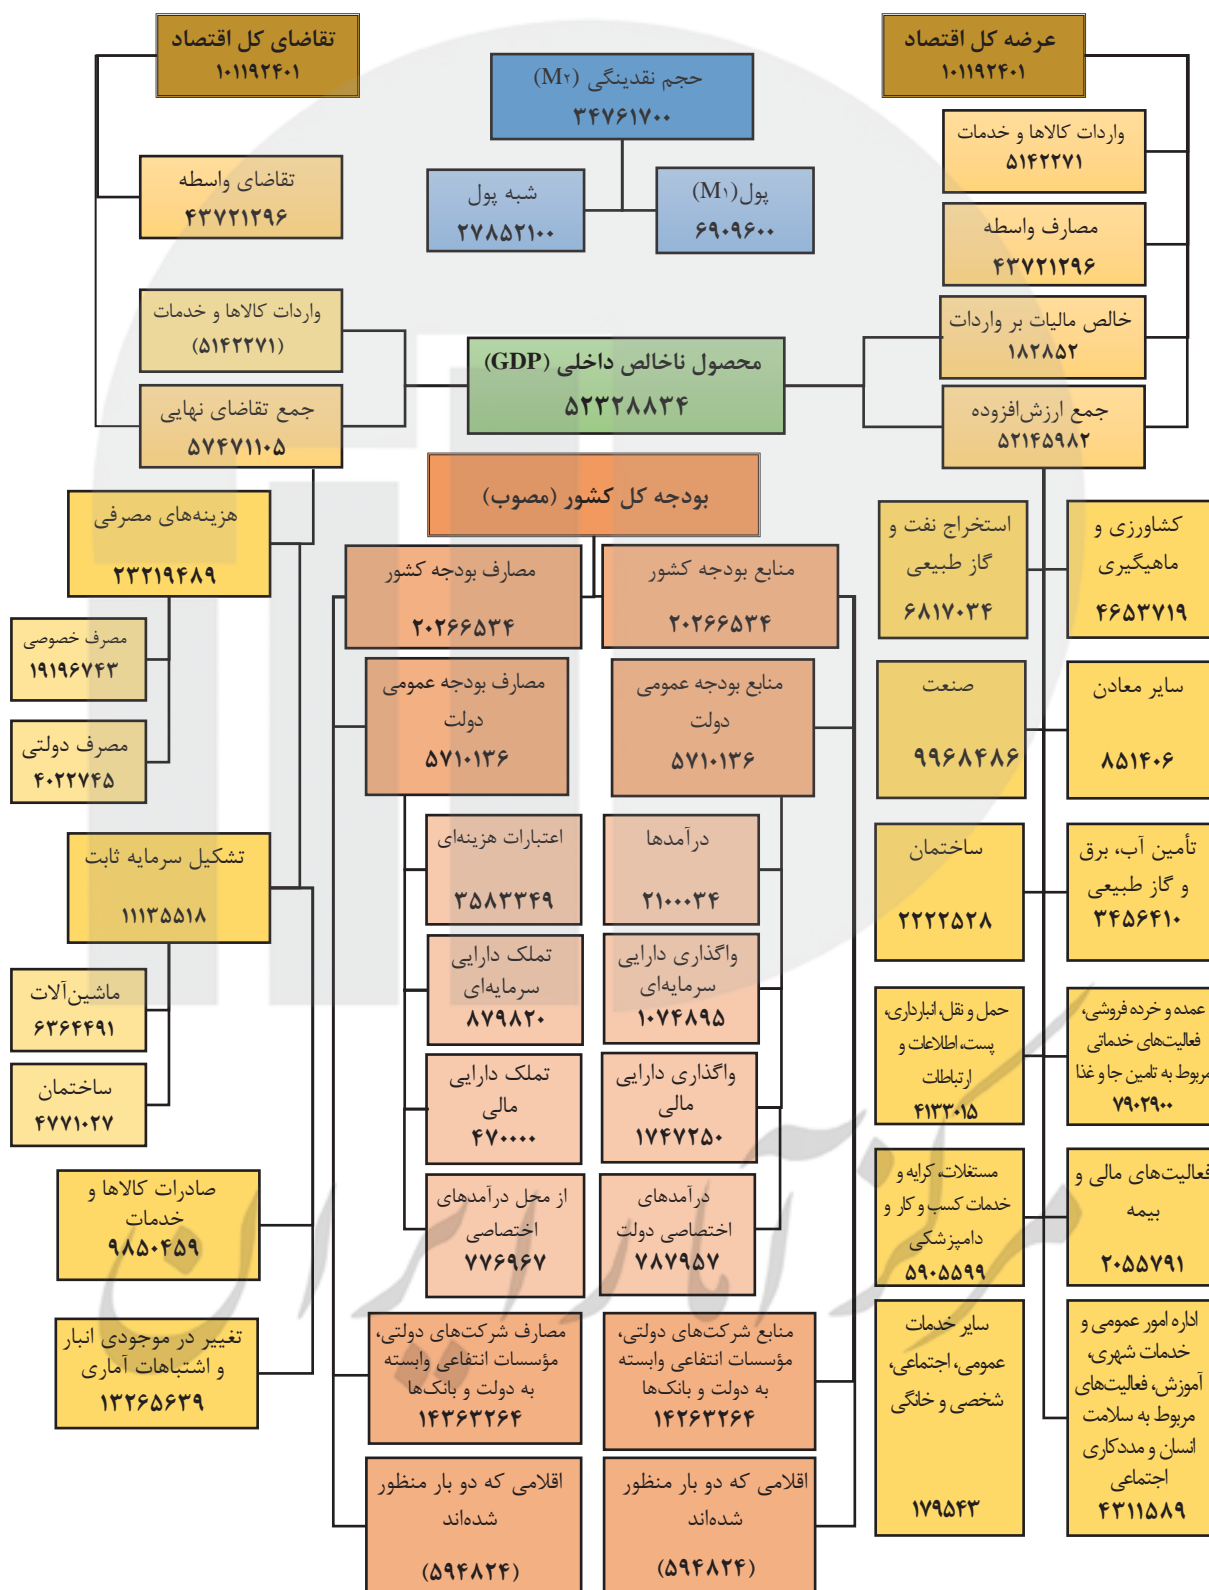 تقاضای کل اقتصاد
۱۰۱۱۹۲۴۰۱
عرضه کل اقتصاد
۱۰۱۱۹۲۴۰۱
حجم نقدینگی (M۲)
۳۴۷۶۱۷۰۰
پول(M۱)
۶۹۰۹۶۰۰
شبه پول
۲۷۸۵۲۱۰۰
واردات کالاها و خدمات
۵۱۴۲۲۷۱
مصارف واسطه
۴۳۷۲۱۲۹۶
خالص مالیات بر واردات
۱۸۲۸۵۲
جمع ارزش‌افزوده
۵۲۱۴۵۹۸۲
تقاضای واسطه
۴۳۷۲۱۲۹۶
واردات کالاها و خدمات
(۵۱۴۲۲۷۱)
جمع تقاضای نهایی
۵۷۴۷۱۱۰۵
محصول ناخالص داخلی (GDP)
۵۲۳۲۸۸۳۴
بودجه کل کشور (مصوب)
منابع بودجه کشور
۲۰۲۶۶۵۳۴
مصارف بودجه کشور
۲۰۲۶۶۵۳۴
منابع بودجه عمومی
دولت
۵۷۱۰۱۳۶
مصارف بودجه عمومی
دولت
۵۷۱۰۱۳۶
درآمدها
۲۱۰۰۰۳۴
اعتبارات هزینه‌ای
۳۵۸۳۳۴۹
واگذاری دارایی
سرمایه‌ای
۱۰۷۴۸۹۵
تملک دارایی
سرمایه‌ای
۸۷۹۸۲۰
واگذاری دارایی
مالی
۱۷۴۷۲۵۰
تملک دارایی
مالی
۴۷۰۰۰۰
درآمدهای
اختصاصی دولت
۷۸۷۹۵۷
از محل درآمدهای
اختصاصی
۷۷۶۹۶۷
منابع شرکت‌های دولتی،
مؤسسات انتفاعی وابسته
به دولت و بانک‌ها
۱۴۲۶۳۲۶۴
مصارف شرکت‌های دولتی،
مؤسسات انتفاعی وابسته
به دولت و بانک‌ها
۱۴۳۶۳۲۶۴
اقلامی که دو بار منظور
شده‌اند
(۵۹۴۸۲۴)
اقلامی که دو بار منظور
شده‌اند
(۵۹۴۸۲۴)
کشاورزی و
ماهیگیری
۴۶۵۳۷۱۹
استخراج نفت و
گاز طبیعی
۶۸۱۷۰۳۴
سایر معادن
۸۵۱۴۰۶
صنعت
۹۹۶۸۴۸۶
تأمین آب، برق
و گاز طبیعی
۳۴۵۶۴۱۰
ساختمان
۲۲۲۲۵۲۸
عمده و خرده فروشی،
فعالیت‌های خدماتی
مربوط به تامین جا و غذا
۷۹۰۲۹۰۰
حمل و نقل، انبارداری،
پست، اطلاعات و
ارتباطات
۴۱۳۳۰۱۵
فعالیت‌های مالی و
بیمه
۲۰۵۵۷۹۱
مستغلات، کرایه و
خدمات کسب و کار و
دامپزشکی
۵۹۰۵۵۹۹
اداره امور عمومی و
خدمات شهری،
آموزش، فعالیت‌های
مربوط به سلامت
انسان و مددکاری
اجتماعی
۴۳۱۱۵۸۹
سایر خدمات
عمومی، اجتماعی،
شخصی و خانگی
۱۷۹۵۴۳
هزینه‌های مصرفی
۲۳۲۱۹۴۸۹
مصرف خصوصی
۱۹۱۹۶۷۴۳
مصرف دولتی
۴۰۲۲۷۴۵
تشکیل سرمایه ثابت
۱۱۱۳۵۵۱۸
ماشین‌آلات
۶۳۶۴۴۹۱
ساختمان
۴۷۷۱۰۲۷
صادرات کالاها و
خدمات
۹۸۵۰۴۵۹
تغییر در موجودی انبار
و اشتباهات آماری
۱۳۲۶۵۶۳۹
مرکز آمار ایران